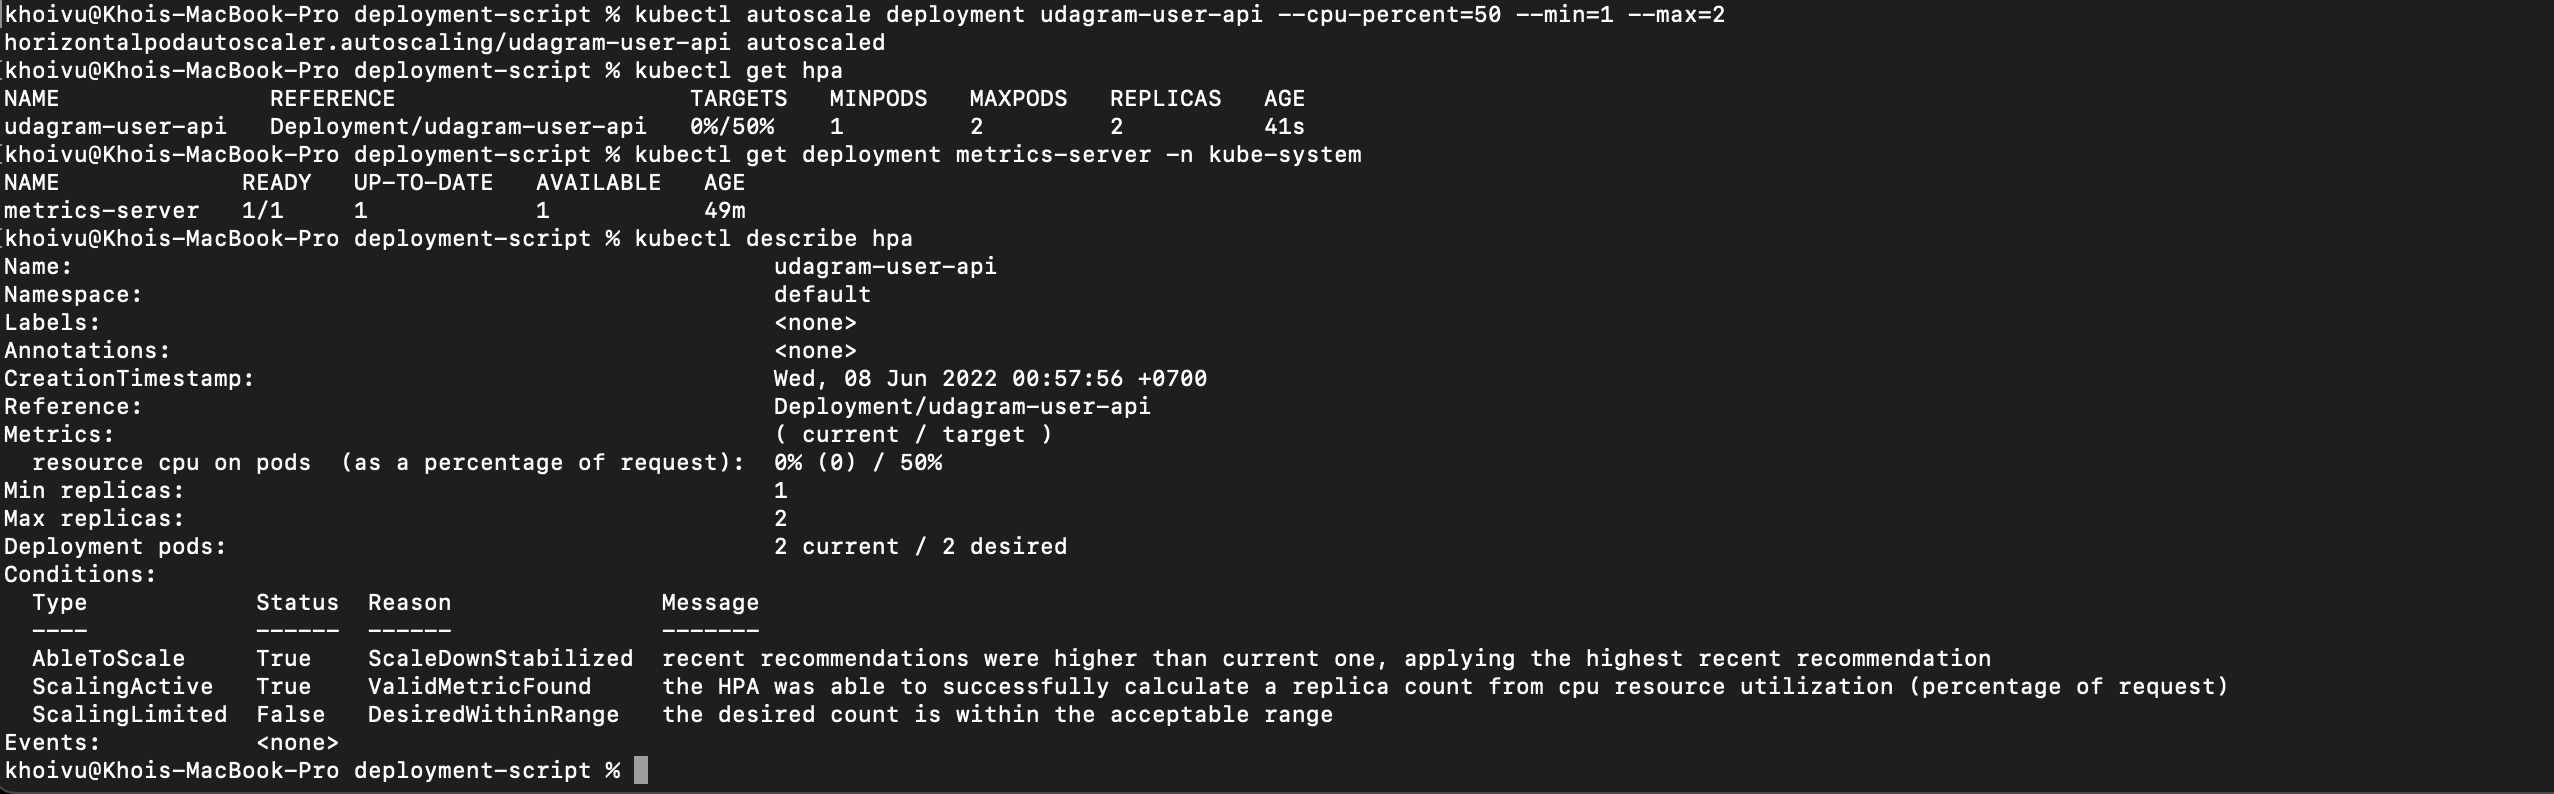 khoivu@Khois-MacBook-Pro deployment-script % kubectl autoscale deployment udagram-user-api --cpu-percent=50 --min=1 --max=2
horizontalpodautoscaler.autoscaling/udagram-user-api autoscaled
khoivu@Khois-MacBook-Pro deployment-script % kubectl get hpa
NAME               REFERENCE                     TARGETS   MINPODS   MAXPODS   REPLICAS   AGE
udagram-user-api   Deployment/udagram-user-api   0%/50%    1         2         2          41s
khoivu@Khois-MacBook-Pro deployment-script % kubectl get deployment metrics-server -n kube-system
NAME             READY   UP-TO-DATE   AVAILABLE   AGE
metrics-server   1/1     1            1           49m
khoivu@Khois-MacBook-Pro deployment-script % kubectl describe hpa
Name:                                                  udagram-user-api
Namespace:                                             default
Labels:                                                <none>
Annotations:                                           <none>
CreationTimestamp:                                     Wed, 08 Jun 2022 00:57:56 +0700
Reference:                                             Deployment/udagram-user-api
Metrics:                                               ( current / target )
  resource cpu on pods  (as a percentage of request):  0% (0) / 50%
Min replicas:                                          1
Max replicas:                                          2
Deployment pods:                                       2 current / 2 desired
Conditions:
  Type            Status  Reason               Message
  ----            ------  ------               -------
  AbleToScale     True    ScaleDownStabilized  recent recommendations were higher than current one, applying the highest recent recommendation
  ScalingActive   True    ValidMetricFound     the HPA was able to successfully calculate a replica count from cpu resource utilization (percentage of request)
  ScalingLimited  False   DesiredWithinRange   the desired count is within the acceptable range
Events:           <none>
khoivu@Khois-MacBook-Pro deployment-script %